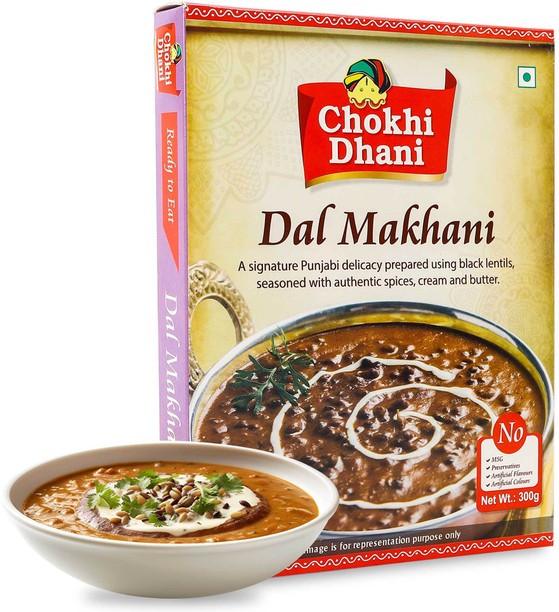 Chokhi
Dhani
Ready to Eat
Dal Makha
Chokhi
Dhani
Dal Makhani
A signature Punjabi delicacy prepared using black lentils,
seasoned with authentic spices, cream and butter.
No
✓ MSG
✓ Preservatives
✓ Artificial Flavours
✓ Artificial Colours
Net Wt.: 300g
image is for representation purpose only